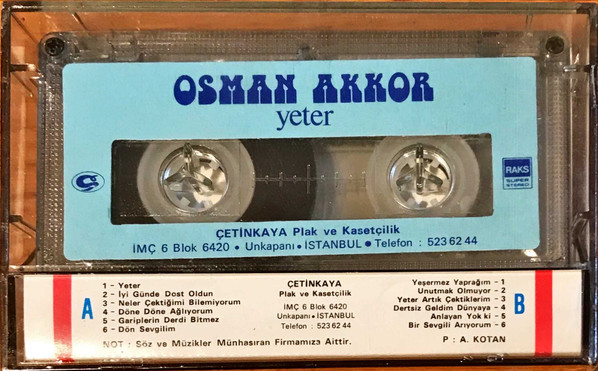 OSMAN AKKOR
yeter
RAKS
SUPER
STEREO
ÇETİNKAYA Plak ve Kasetçilik
İMÇ 6 Blok 6420 • Unkapanı • İSTANBUL • Telefon : 523 62 44
A
1 - Yeter
2 - İyi Günde Dost Oldun
3 - Neler Çektiğimi Bilemiyorum
4 - Döne Döne Ağlıyorum
5 - Gariplerin Derdi Bitmez
6 - Dön Sevgilim
ÇETİNKAYA
Plak ve Kasetçilik
İMÇ 6 Blok 6420
Unkapanı • İSTANBUL
Telefon : 523 62 44
Yeşermez Yaprağım - 1
Unutmak Olmuyor - 2
Yeter Artık Çektiklerim - 3
Dertsiz Geldim Dünyaya - 4
Anlayan Yok ki - 5
Bir Sevgili Arıyorum - 6
B
NOT : Söz ve Müzikler Münhasıran Firmamıza Aittir.
P : A. KOTAN